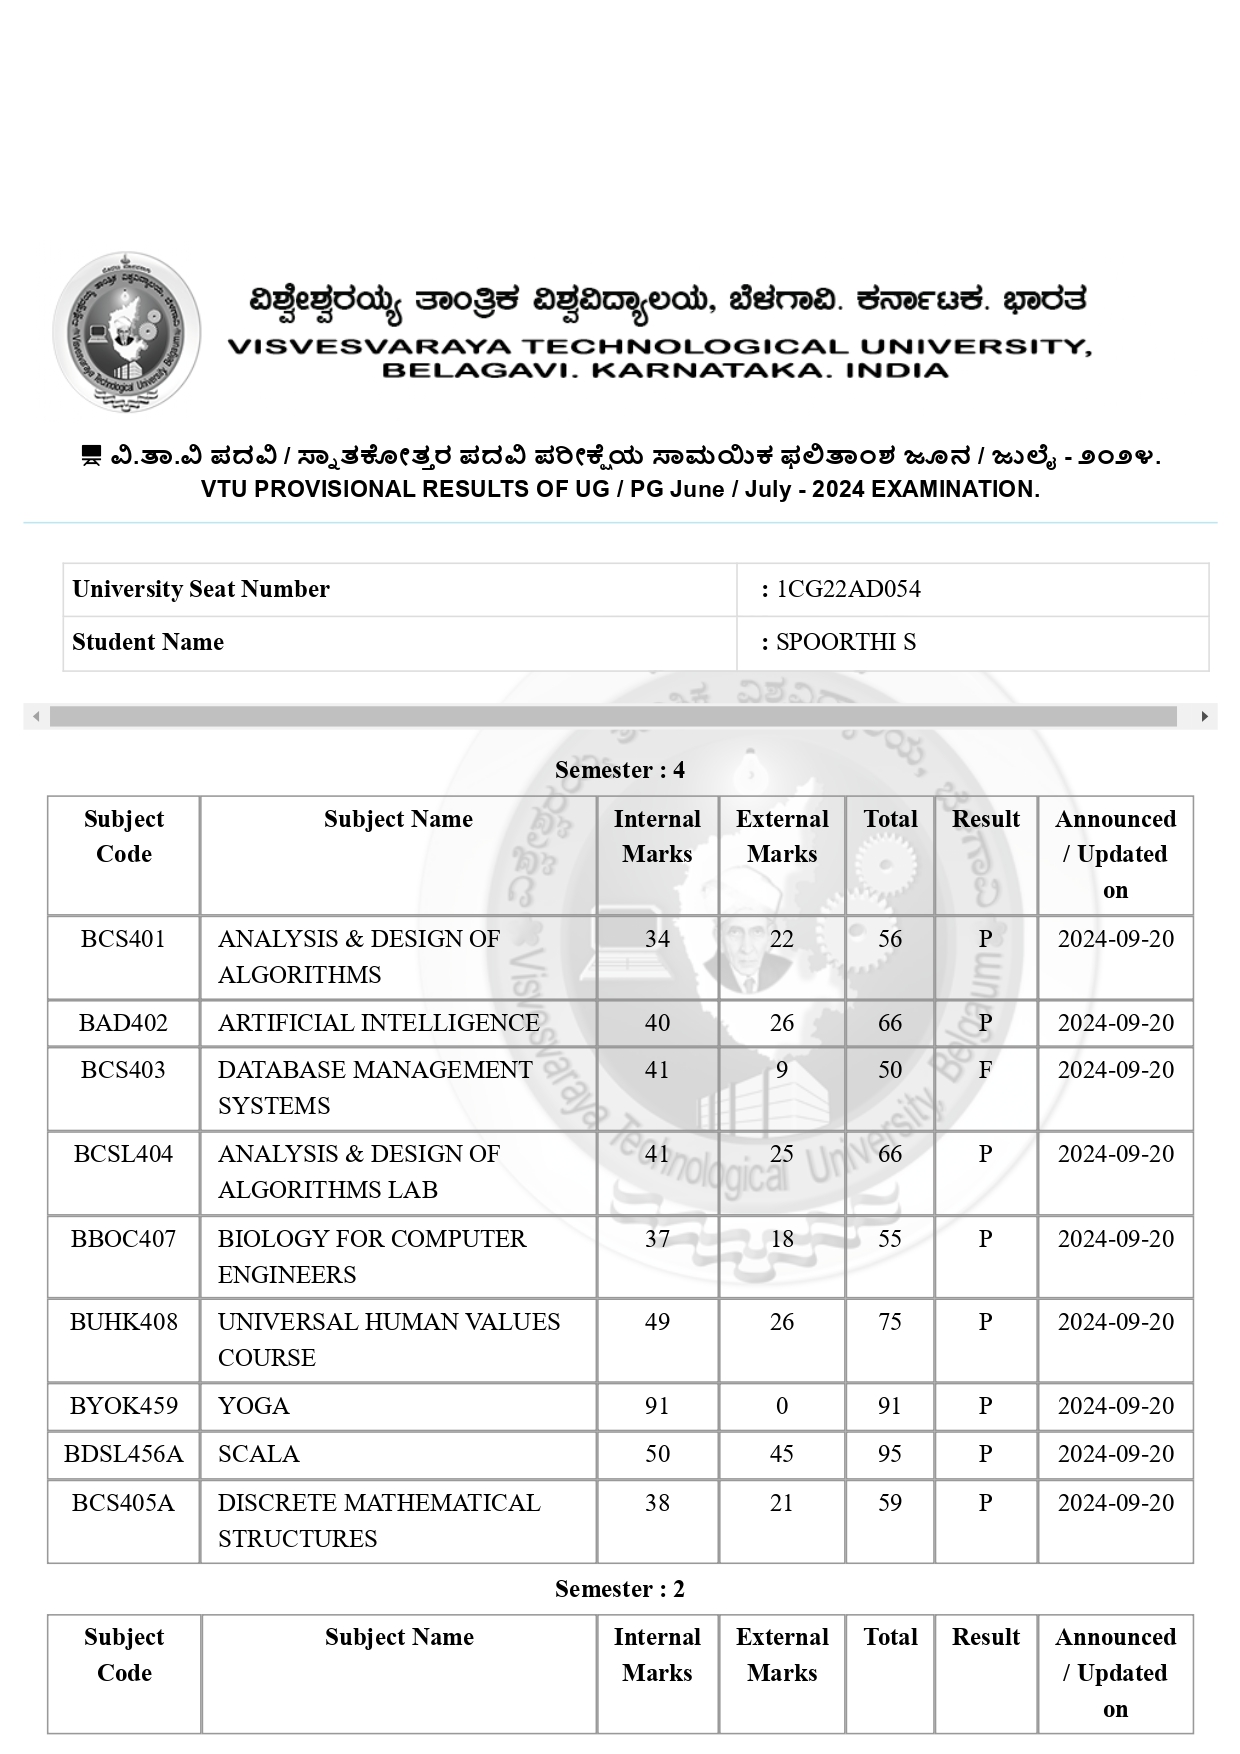 ವಿಶ್ವೇಶ್ವರಯ್ಯ ತಾಂತ್ರಿಕ ವಿಶ್ವವಿದ್ಯಾಲಯ, ಬೆಳಗಾವಿ. ಕರ್ನಾಟಕ. ಭಾರತ
VISVESVARAYA TECHNOLOGICAL UNIVERSITY,
BELAGAVI. KARNATAKA. INDIA
ವಿ.ತಾ.ವಿ ಪದವಿ / ಸ್ನಾತಕೋತ್ತರ ಪದವಿ ಪರೀಕ್ಷೆಯ ಸಾಮಯಿಕ ಫಲಿತಾಂಶ ಜೂನ / ಜುಲೈ - ೨೦೨೪.
VTU PROVISIONAL RESULTS OF UG / PG June / July - 2024 EXAMINATION.
University Seat Number : 1CG22AD054
Student Name : SPOORTHI S
Semester : 4
Subject Subject Name Internal External Total Result Announced
Code Marks Marks / Updated
on
BCS401 ANALYSIS & DESIGN OF 34 22 56 P 2024-09-20
ALGORITHMS
BAD402 ARTIFICIAL INTELLIGENCE 40 26 66 P 2024-09-20
BCS403 DATABASE MANAGEMENT 41 9 50 F 2024-09-20
SYSTEMS
BCSL404 ANALYSIS & DESIGN OF 41 25 66 P 2024-09-20
ALGORITHMS LAB
BBOC407 BIOLOGY FOR COMPUTER 37 18 55 P 2024-09-20
ENGINEERS
BUHK408 UNIVERSAL HUMAN VALUES 49 26 75 P 2024-09-20
COURSE
BYOK459 YOGA 91 0 91 P 2024-09-20
BDSL456A SCALA 50 45 95 P 2024-09-20
BCS405A DISCRETE MATHEMATICAL 38 21 59 P 2024-09-20
STRUCTURES
Visvesvaraya Technological University, Belgaum
Semester : 2
Subject Subject Name Internal External Total Result Announced
Code Marks Marks / Updated
on